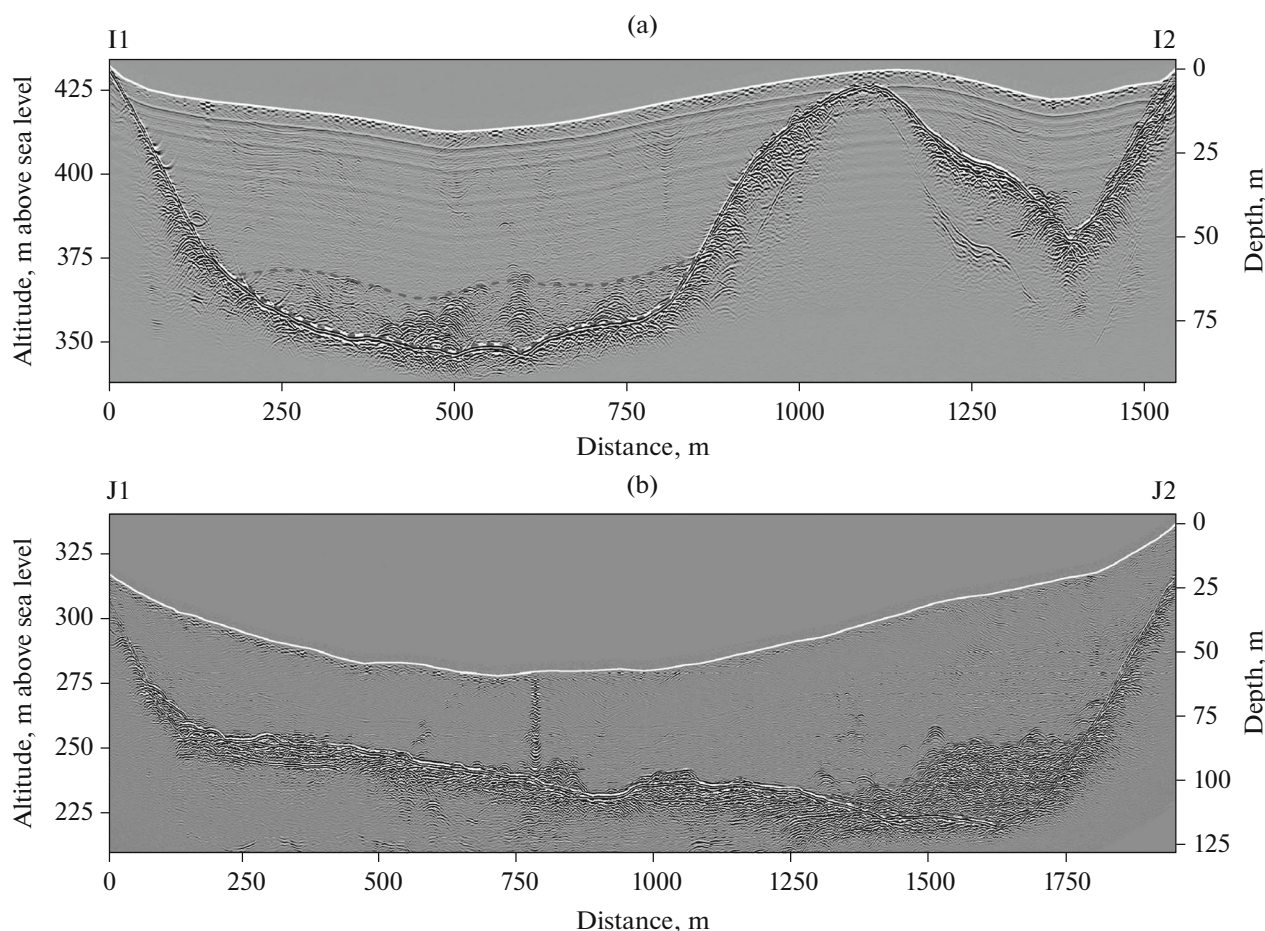 (a)
I1
I2
Altitude, m above sea level
425
400
375
350
0
25
50
75
Depth, m
0
250
500
750
1000
1250
1500
Distance, m
(b)
J1
J2
Altitude, m above sea level
325
300
275
250
225
0
25
50
75
100
125
Depth, m
0
250
500
750
1000
1250
1500
1750
Distance, m